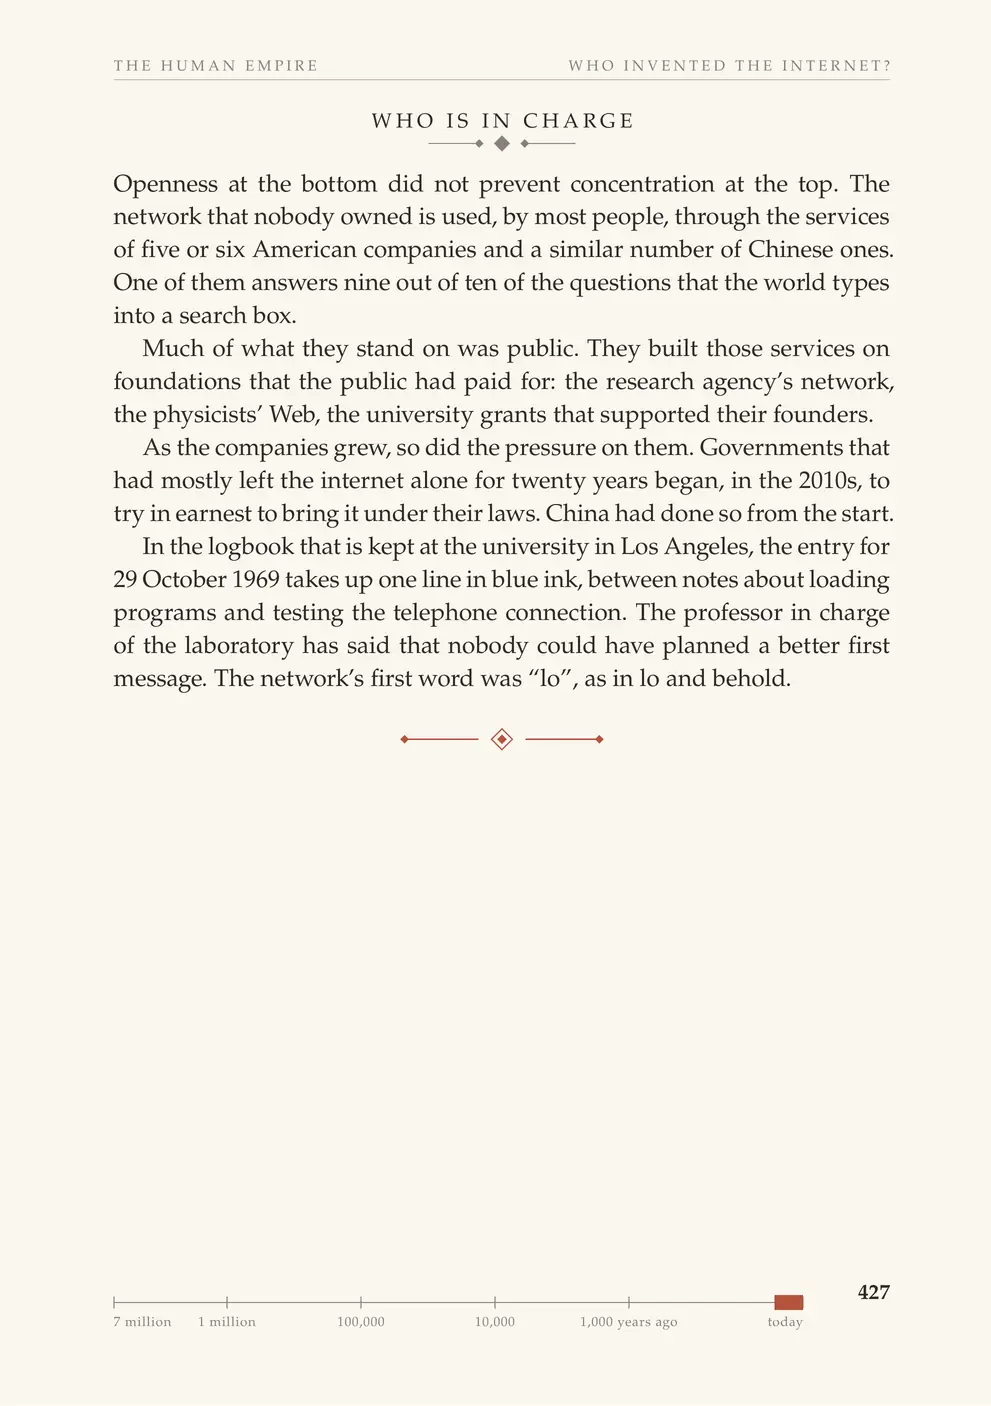 THE HUMAN EMPIRE
WHO INVENTED THE INTERNET?
WHO IS IN CHARGE
Openness at the bottom did not prevent concentration at the top. The
network that nobody owned is used, by most people, through the services
of five or six American companies and a similar number of Chinese ones.
One of them answers nine out of ten of the questions that the world types
into a search box.
Much of what they stand on was public. They built those services on
foundations that the public had paid for: the research agency’s network,
the physicists’ Web, the university grants that supported their founders.
As the companies grew, so did the pressure on them. Governments that
had mostly left the internet alone for twenty years began, in the 2010s, to
try in earnest to bring it under their laws. China had done so from the start.
In the logbook that is kept at the university in Los Angeles, the entry for
29 October 1969 takes up one line in blue ink, between notes about loading
programs and testing the telephone connection. The professor in charge
of the laboratory has said that nobody could have planned a better first
message. The network’s first word was “lo”, as in lo and behold.
427
7 million 1 million 100,000 10,000 1,000 years ago today